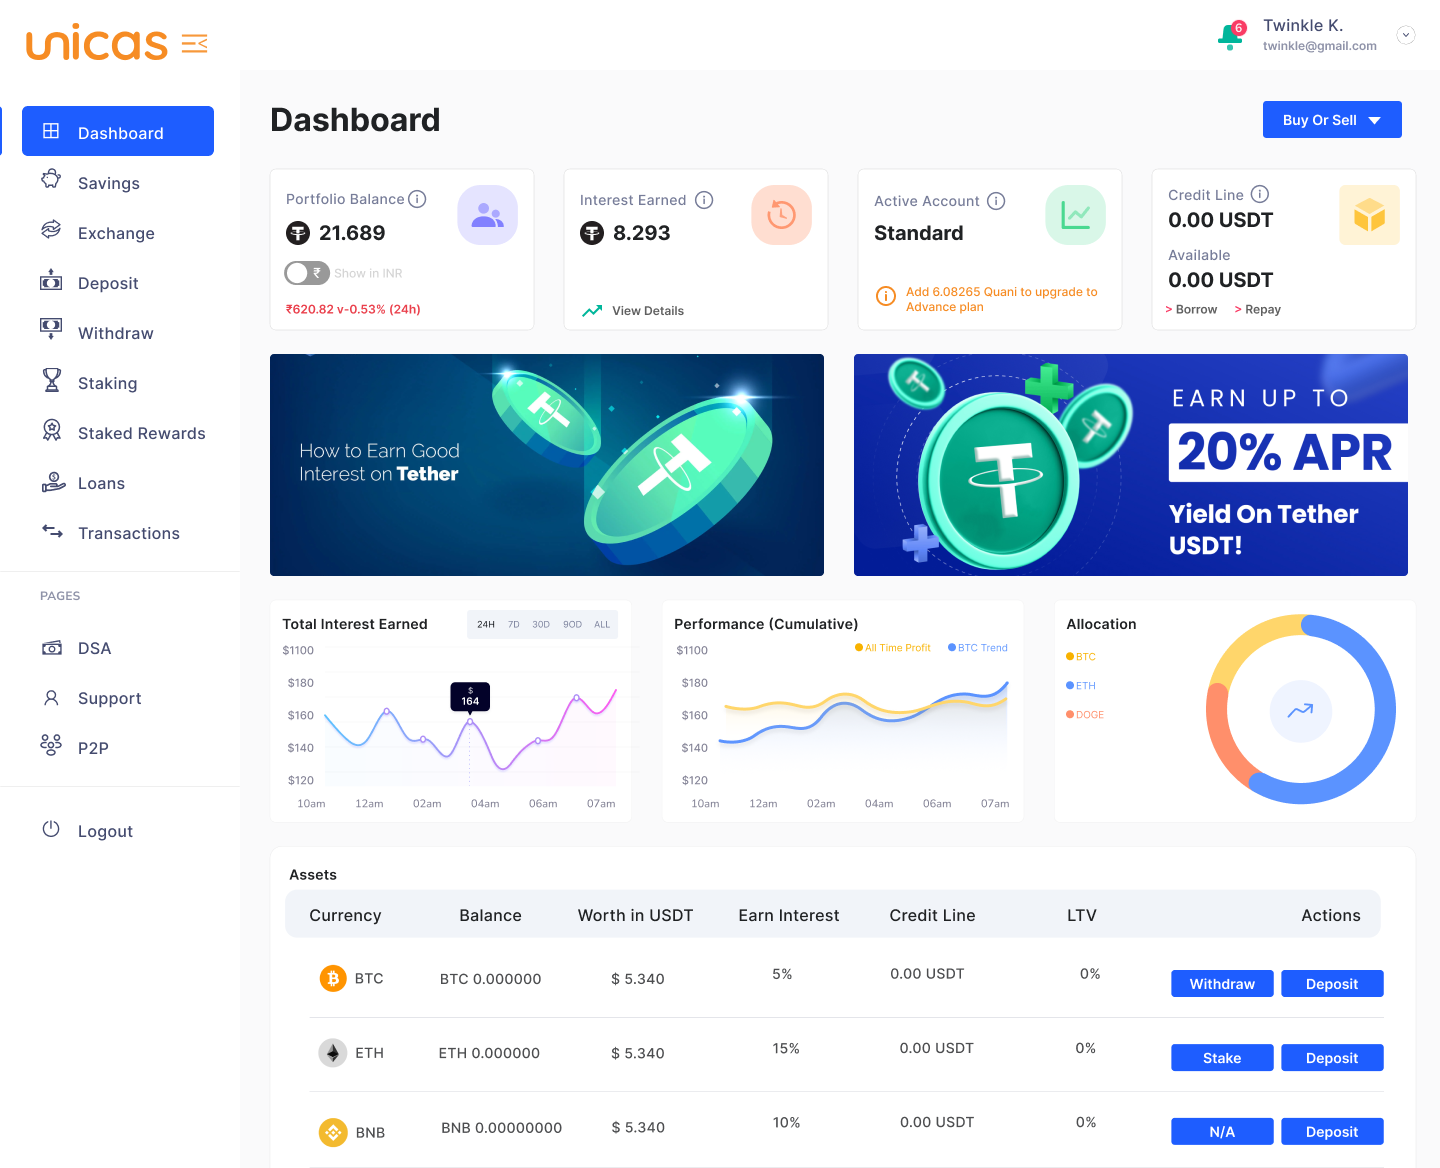 unicas
6
Twinkle K.
twinkle@gmail.com
Dashboard
Savings
Exchange
Deposit
Withdraw
Staking
Staked Rewards
Loans
Transactions
PAGES
DSA
Support
P2P
Logout
Dashboard
Buy Or Sell
Portfolio Balance
21.689
₹
Show in INR
₹620.82 v-0.53% (24h)
Interest Earned
8.293
View Details
Active Account
Standard
Add 6.08265 Quani to upgrade to
Advance plan
Credit Line
0.00 USDT
Available
0.00 USDT
> Borrow > Repay
How to Earn Good
Interest on Tether
EARN UP TO
20% APR
Yield On Tether
USDT!
Total Interest Earned
24H 7D 30D 90D ALL
$1100
$180
$160
$140
$120
$
164
10am 12am 02am 04am 06am 07am
Performance (Cumulative)
All Time Profit BTC Trend
$1100
$180
$160
$140
$120
10am 12am 02am 04am 06am 07am
Allocation
BTC
ETH
DOGE
Assets
Currency Balance Worth in USDT Earn Interest Credit Line LTV Actions
BTC BTC 0.000000 $ 5.340 5% 0.00 USDT 0% Withdraw Deposit
ETH ETH 0.000000 $ 5.340 15% 0.00 USDT 0% Stake Deposit
BNB BNB 0.00000000 $ 5.340 10% 0.00 USDT 0% N/A Deposit